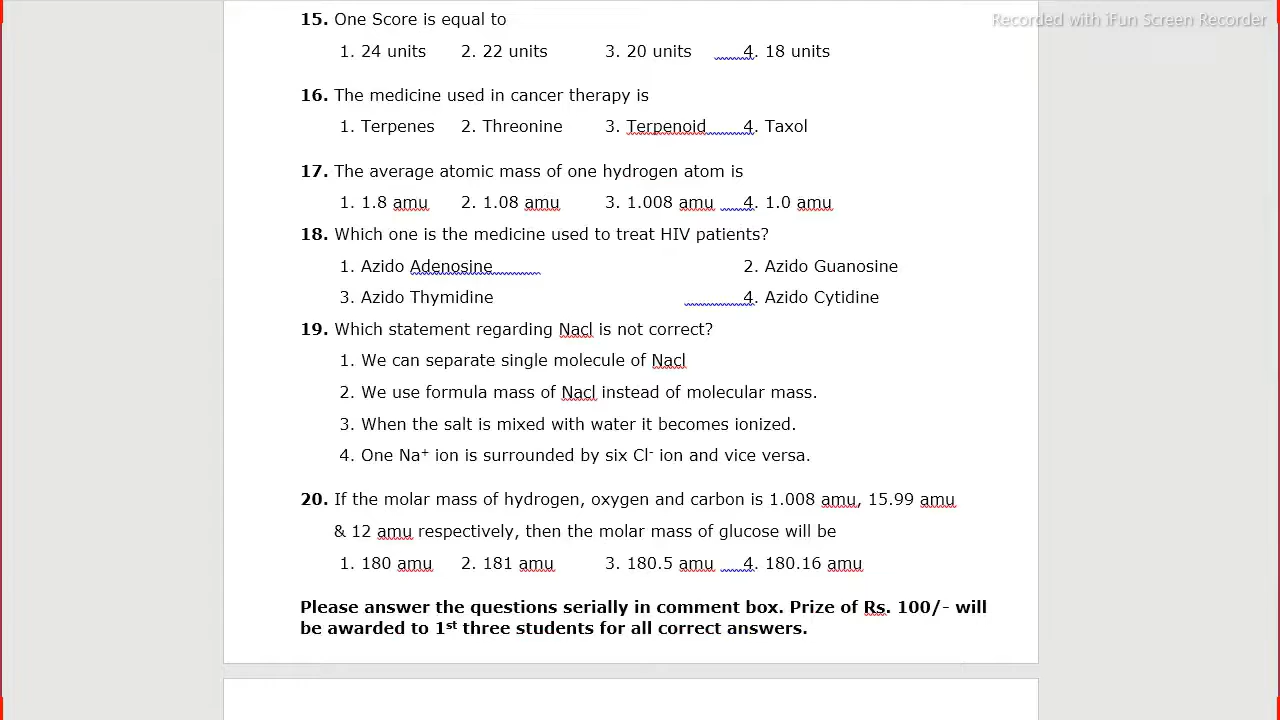 Recorded with iFun Screen Recorder
15. One Score is equal to
1. 24 units 2. 22 units 3. 20 units 4. 18 units
16. The medicine used in cancer therapy is
1. Terpenes 2. Threonine 3. Terpenoid 4. Taxol
17. The average atomic mass of one hydrogen atom is
1. 1.8 amu 2. 1.08 amu 3. 1.008 amu 4. 1.0 amu
18. Which one is the medicine used to treat HIV patients?
1. Azido Adenosine 2. Azido Guanosine
3. Azido Thymidine 4. Azido Cytidine
19. Which statement regarding Nacl is not correct?
1. We can separate single molecule of Nacl
2. We use formula mass of Nacl instead of molecular mass.
3. When the salt is mixed with water it becomes ionized.
4. One Na⁺ ion is surrounded by six Cl⁻ ion and vice versa.
20. If the molar mass of hydrogen, oxygen and carbon is 1.008 amu, 15.99 amu
& 12 amu respectively, then the molar mass of glucose will be
1. 180 amu 2. 181 amu 3. 180.5 amu 4. 180.16 amu
Please answer the questions serially in comment box. Prize of Rs. 100/- will
be awarded to 1st three students for all correct answers.